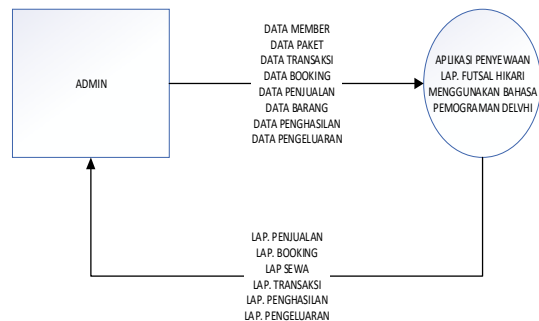 ADMIN
DATA MEMBER
DATA PAKET
DATA TRANSAKSI
DATA BOOKING
DATA PENJUALAN
DATA BARANG
DATA PENGHASILAN
DATA PENGELUARAN
APLIKASI PENYEWAAN
LAP. FUTSAL HIKARI
MENGGUNAKAN BAHASA
PEMOGRAMAN DELVHI
LAP. PENJUALAN
LAP. BOOKING
LAP SEWA
LAP. TRANSAKSI
LAP. PENGHASILAN
LAP. PENGELUARAN